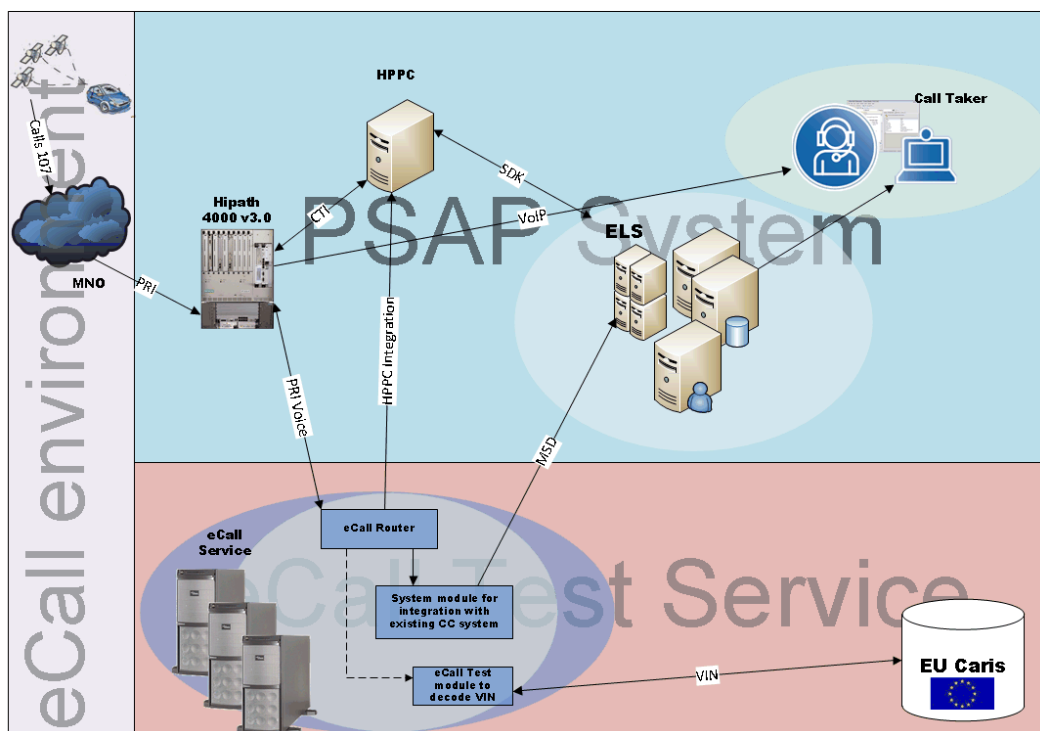 eCall environment
Calls 107
MNO
PRI
PSAP System
HPPC
Hipath
4000 v3.0
CTI
SDK
VoIP
Call Taker
ELS
PRI Voice
HPPC integration
MSD
eCall Test Service
eCall
Service
eCall Router
System module for
integration with
existing CC system
eCall Test
module to
decode VIN
VIN
EU Caris